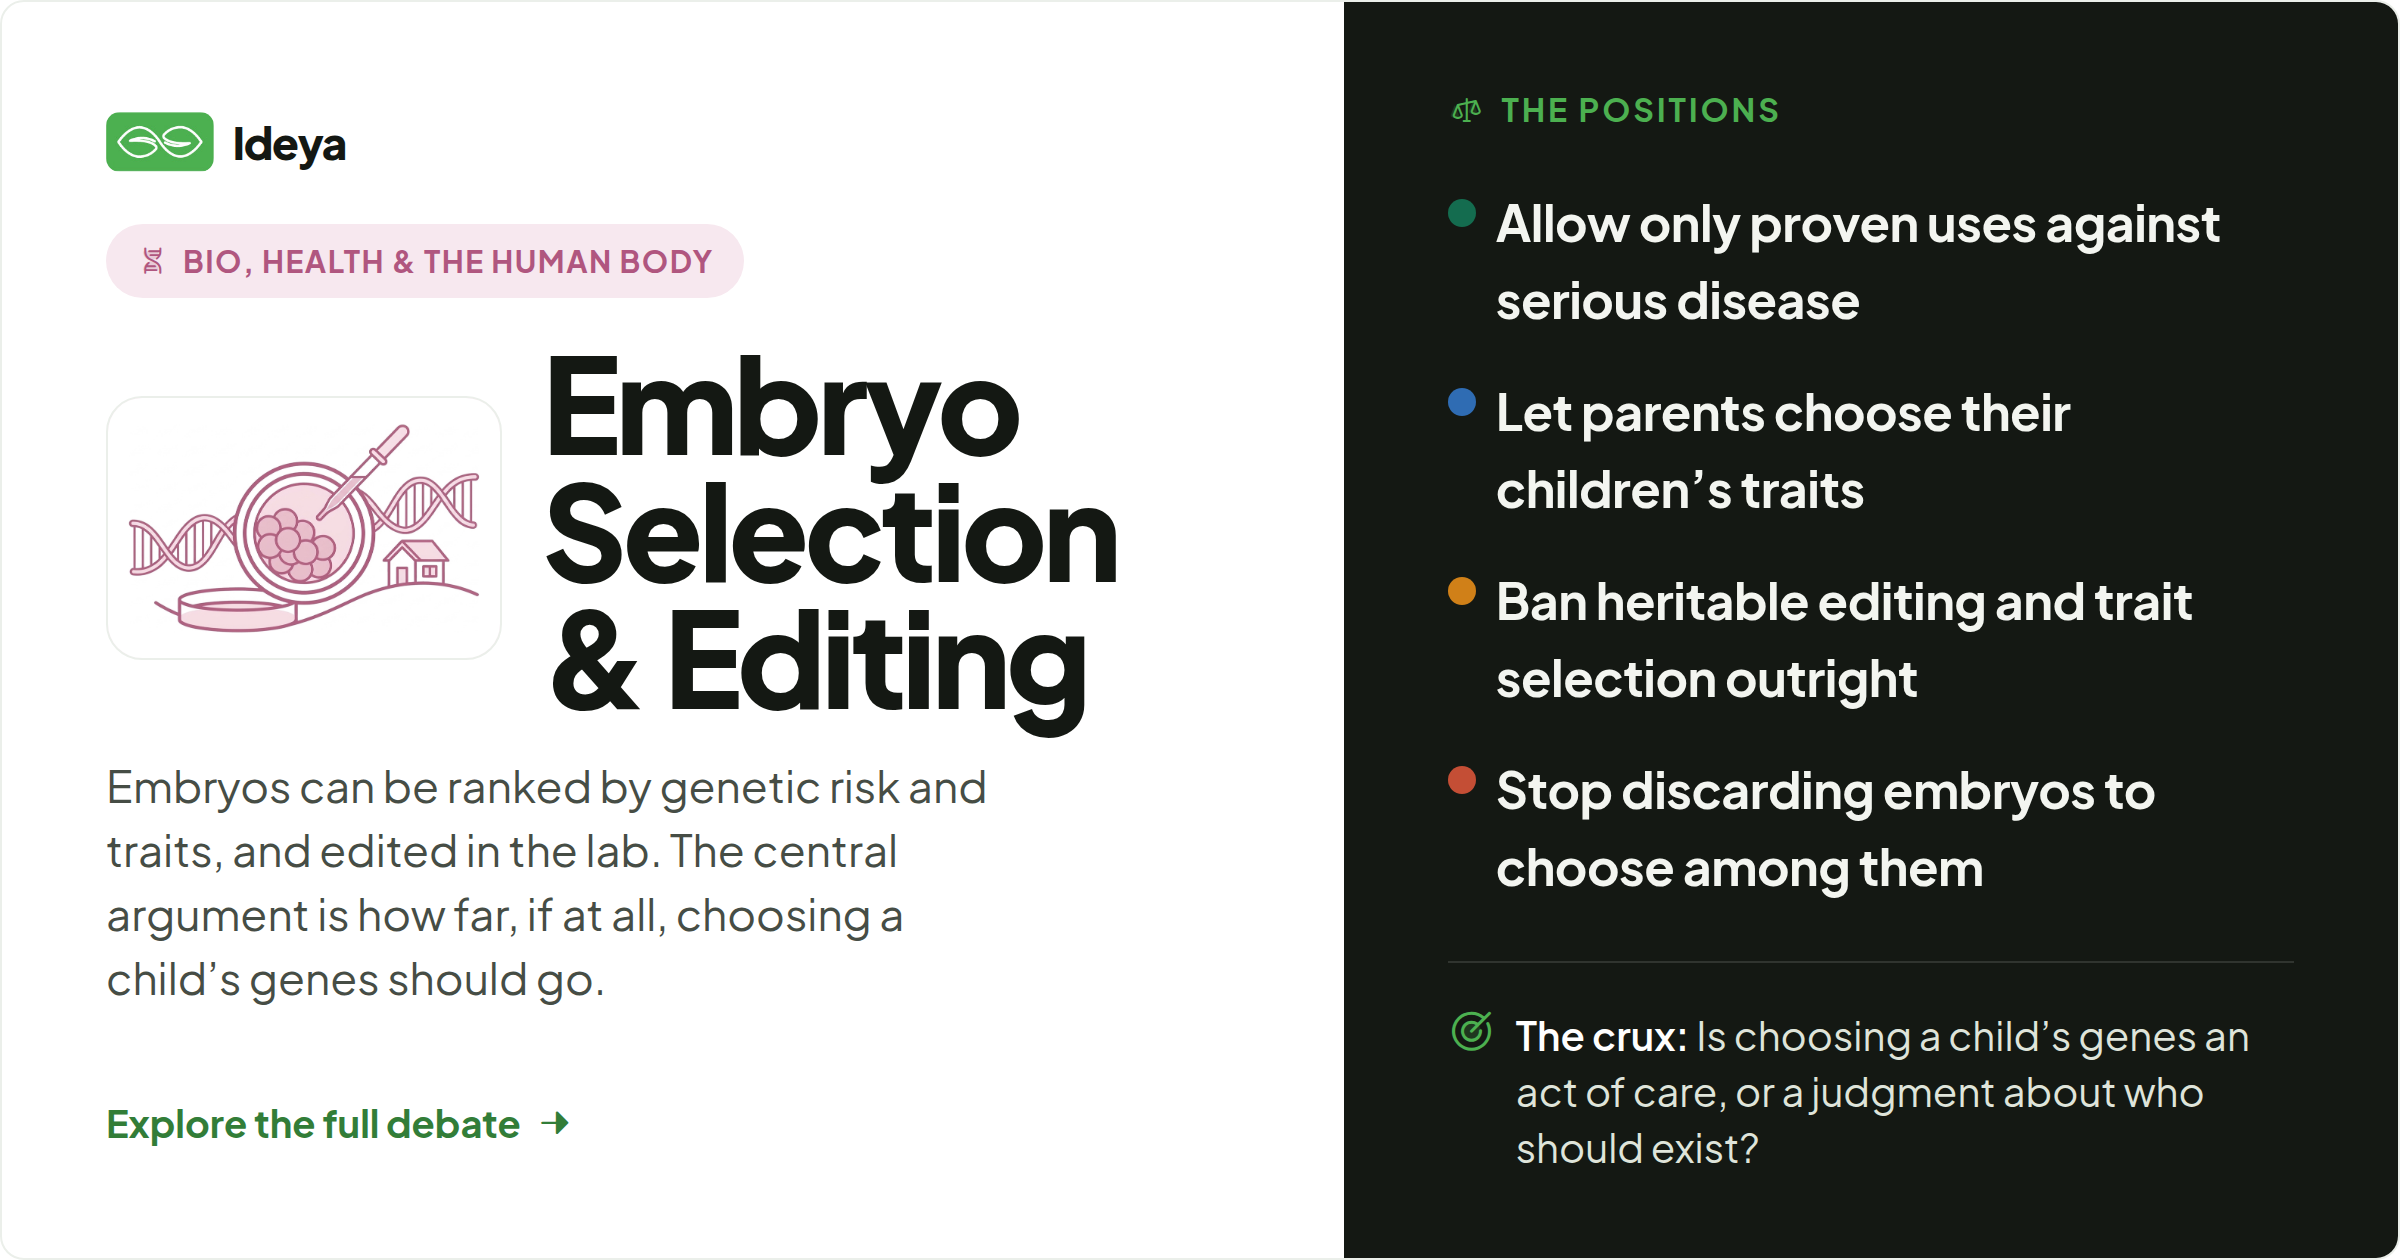 Ideya
BIO, HEALTH & THE HUMAN BODY
Embryo
Selection
& Editing
Embryos can be ranked by genetic risk and
traits, and edited in the lab. The central
argument is how far, if at all, choosing a
child’s genes should go.
Explore the full debate
THE POSITIONS
Allow only proven uses against
serious disease
Let parents choose their
children’s traits
Ban heritable editing and trait
selection outright
Stop discarding embryos to
choose among them
The crux: Is choosing a child’s genes an
act of care, or a judgment about who
should exist?